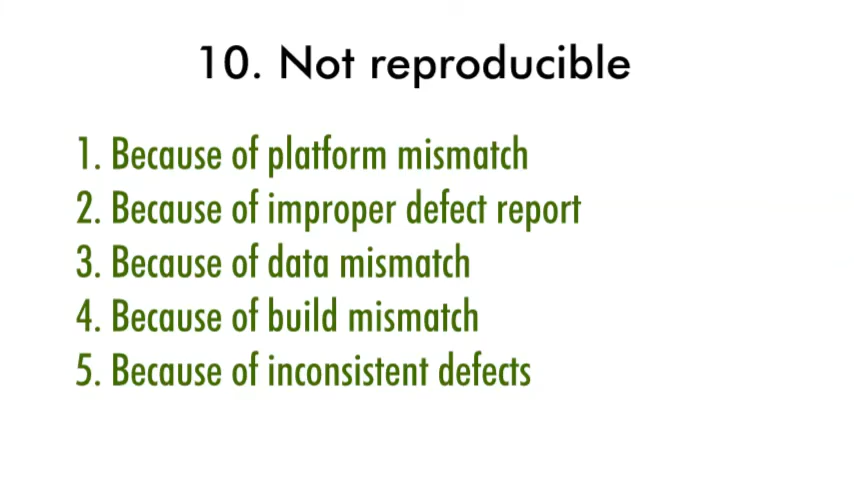 10. Not reproducible
1. Because of platform mismatch
2. Because of improper defect report
3. Because of data mismatch
4. Because of build mismatch
5. Because of inconsistent defects